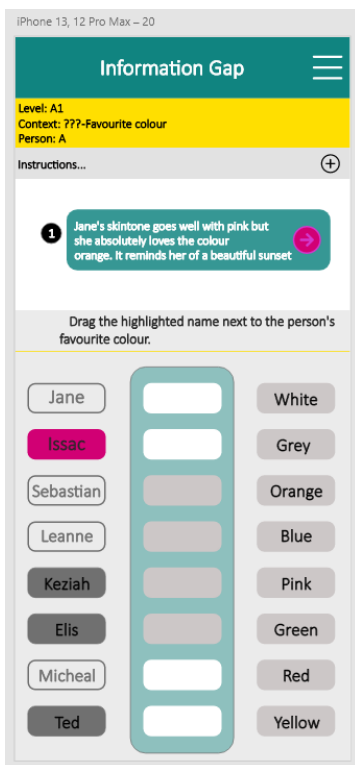 iPhone 13, 12 Pro Max – 20
Information Gap
Level: A1
Context: ???-Favourite colour
Person: A
Instructions...
1
Jane's skintone goes well with pink but
she absolutely loves the colour
orange. It reminds her of a beautiful sunset
Drag the highlighted name next to the person's
favourite colour.
Jane White
Issac Grey
Sebastian Orange
Leanne Blue
Keziah Pink
Elis Green
Micheal Red
Ted Yellow